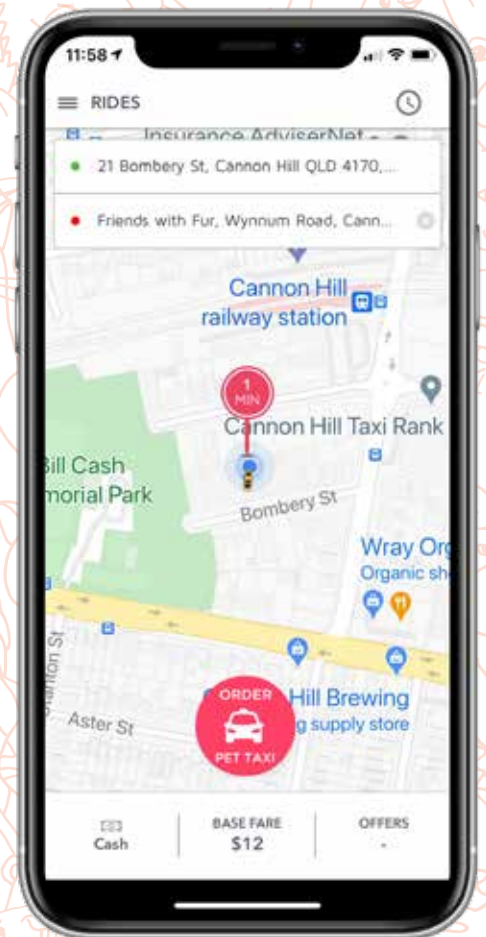 11:58
RIDES
Insurance AdviserNet
21 Bombery St, Cannon Hill QLD 4170,...
Friends with Fur, Wynnum Road, Cann...
Cannon Hill
railway station
1
MIN
Cannon Hill Taxi Rank
Bill Cash
morial Park
Bombery St
Wray Org
Organic sh
Stanton St
Aster St
ORDER
PET TAXI
Hill Brewing
g supply store
Cash
BASE FARE
$12
OFFERS
-